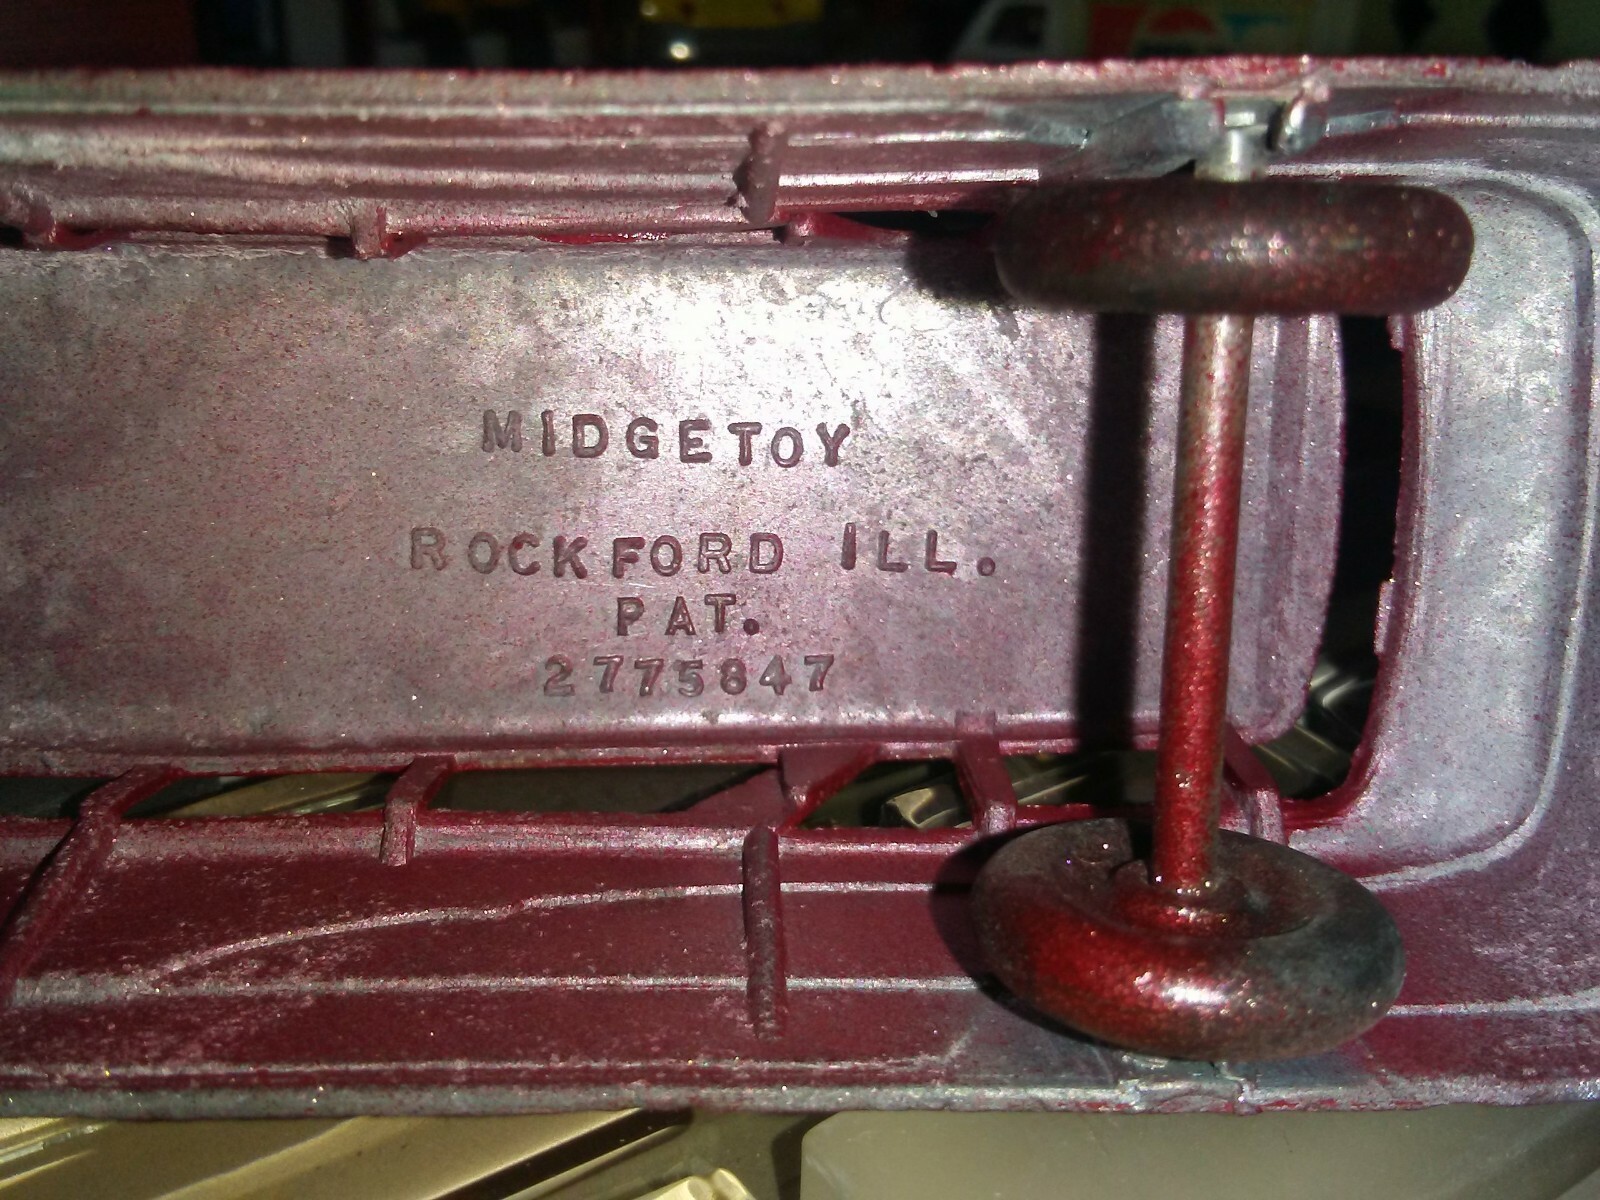 MIDGETOY
ROCKFORD ILL.
PAT.
2775847